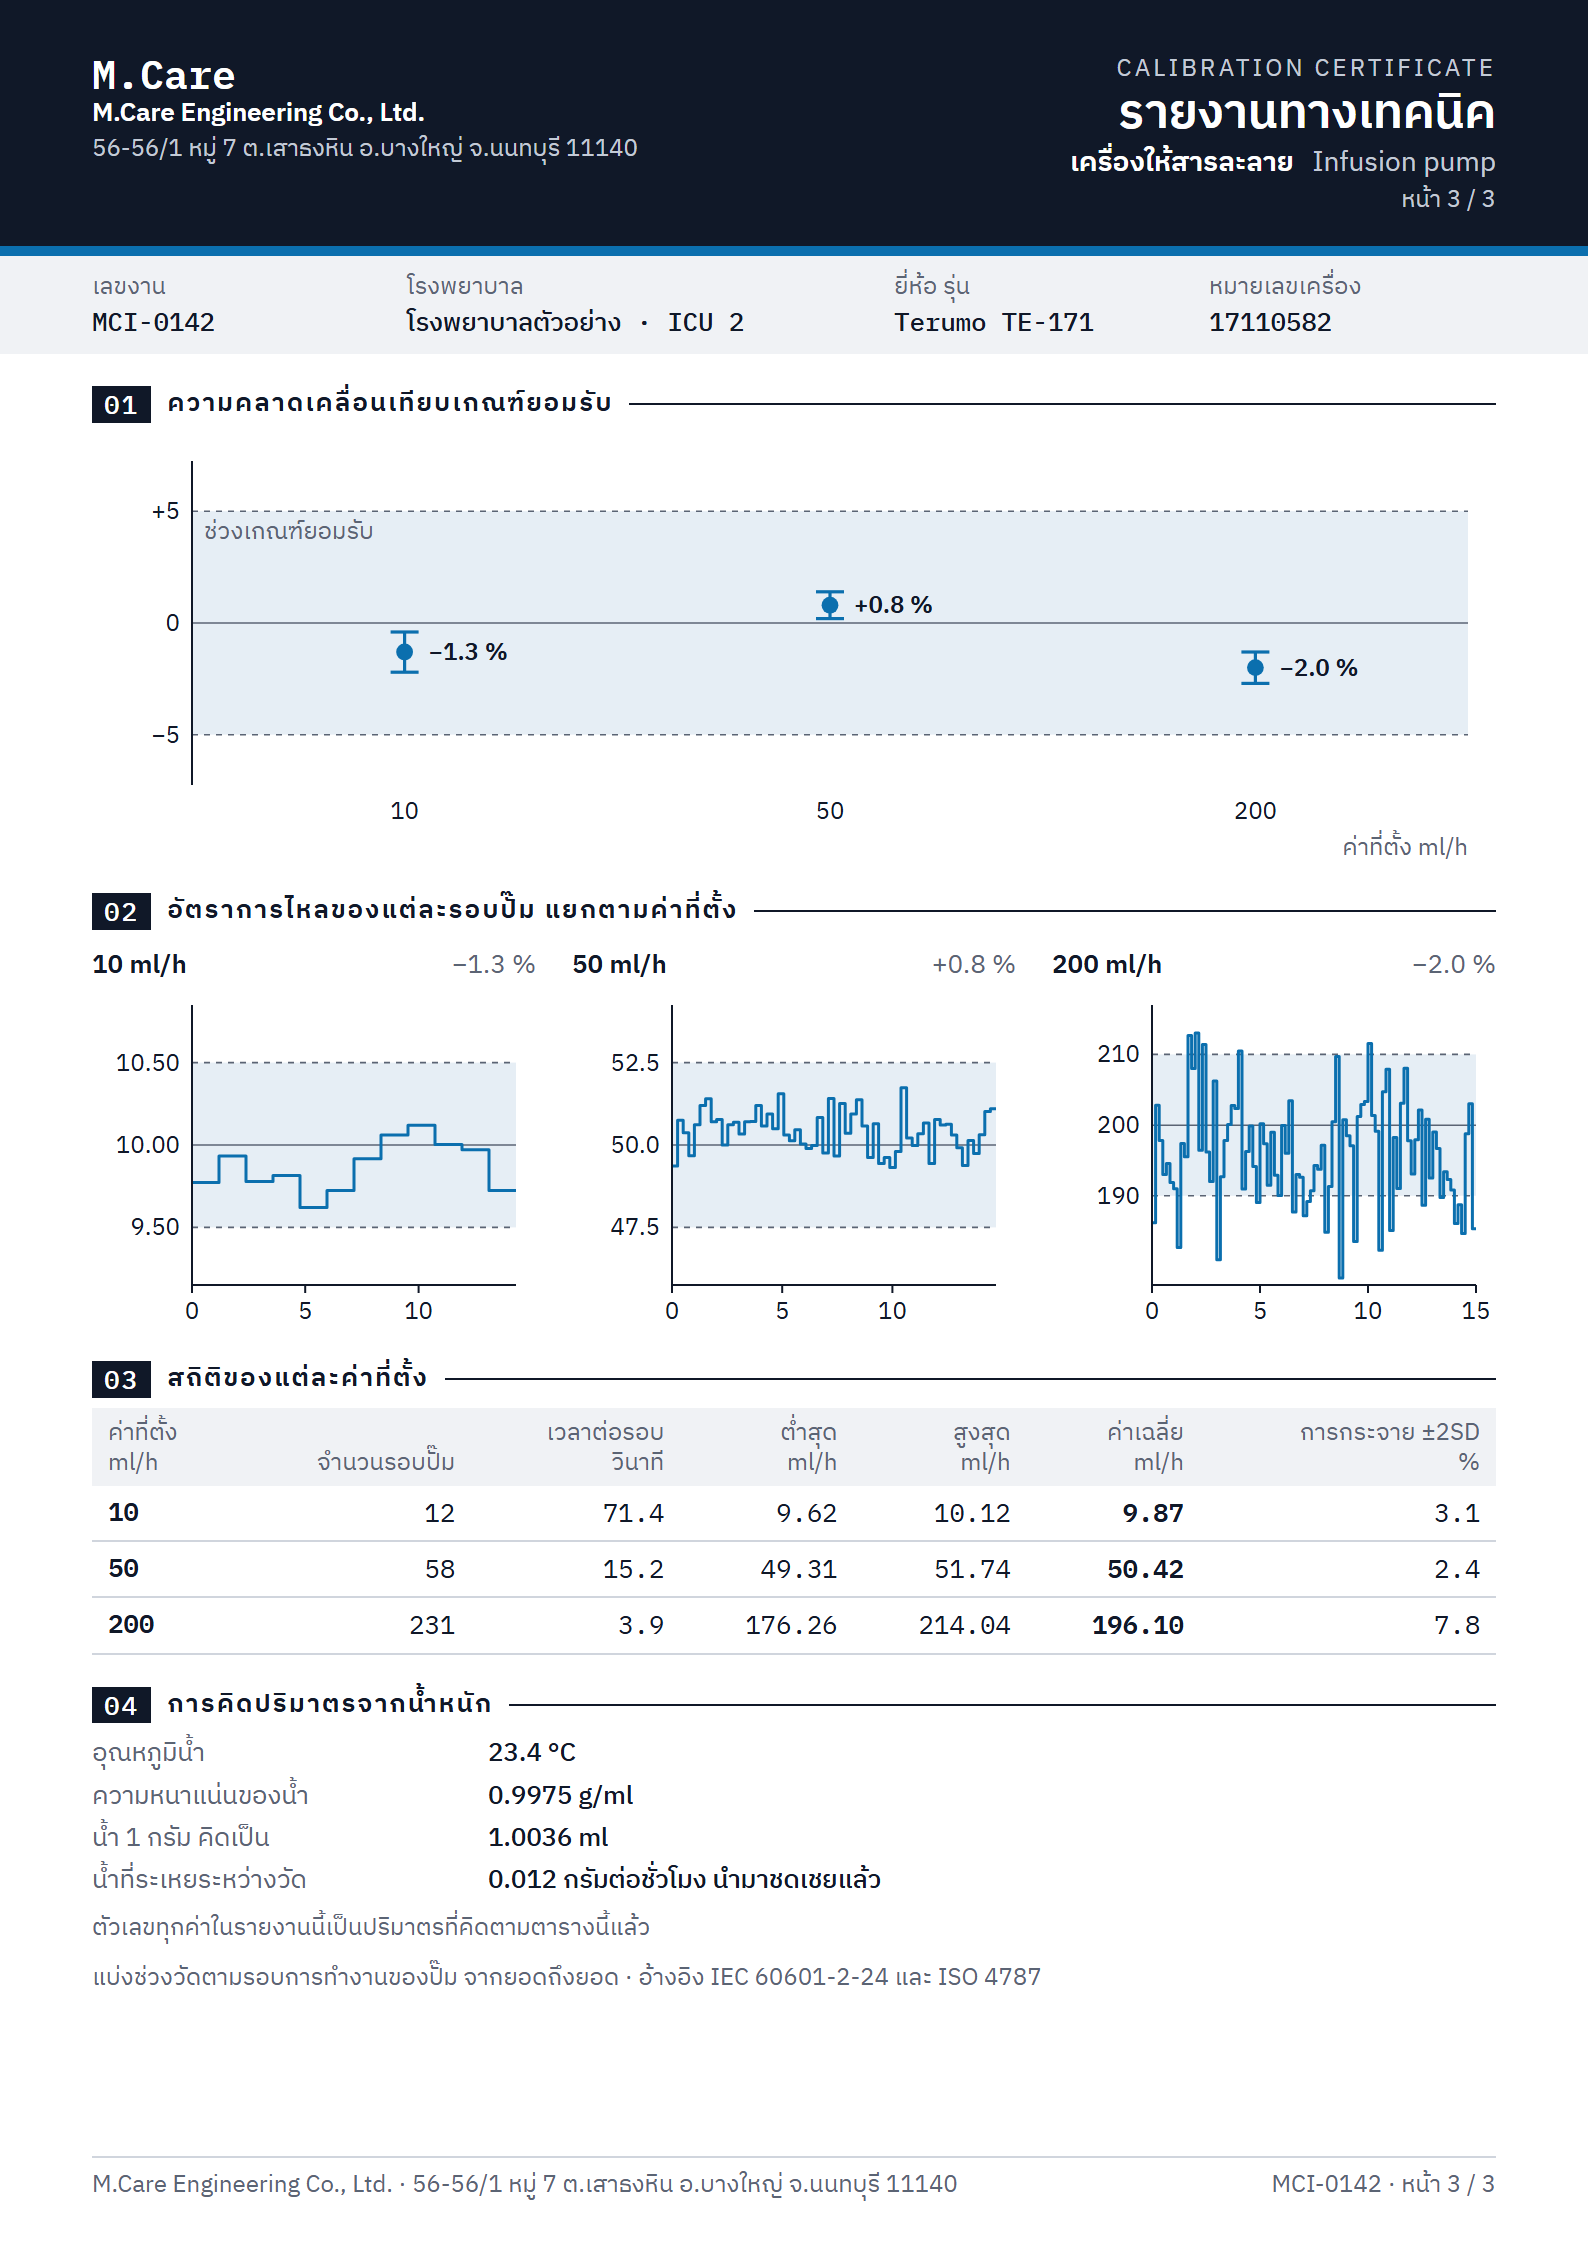 M.Care
M.Care Engineering Co., Ltd.
56-56/1 หมู่ 7 ต.เสาธงหิน อ.บางใหญ่ จ.นนทบุรี 11140
CALIBRATION CERTIFICATE
รายงานทางเทคนิค
เครื่องให้สารละลาย Infusion pump
หน้า 3 / 3
เลขงาน โรงพยาบาล ยี่ห้อ รุ่น หมายเลขเครื่อง
MCI-0142 โรงพยาบาลตัวอย่าง · ICU 2 Terumo TE-171 17110582
01 ความคลาดเคลื่อนเทียบเกณฑ์ยอมรับ
+5
ช่วงเกณฑ์ยอมรับ
+0.8 %
0
−1.3 %
−2.0 %
−5
10 50 200
ค่าที่ตั้ง ml/h
02 อัตราการไหลของแต่ละรอบปั๊ม แยกตามค่าที่ตั้ง
10 ml/h −1.3 % 50 ml/h +0.8 % 200 ml/h −2.0 %
10.50 52.5 210
10.00 50.0 200
9.50 47.5 190
0 5 10 0 5 10 0 5 10 15
03 สถิติของแต่ละค่าที่ตั้ง
ค่าที่ตั้ง เวลาต่อรอบ ต่ำสุด สูงสุด ค่าเฉลี่ย การกระจาย ±2SD
ml/h จำนวนรอบปั๊ม วินาที ml/h ml/h ml/h %
10 12 71.4 9.62 10.12 9.87 3.1
50 58 15.2 49.31 51.74 50.42 2.4
200 231 3.9 176.26 214.04 196.10 7.8
04 การคิดปริมาตรจากน้ำหนัก
อุณหภูมิน้ำ 23.4 °C
ความหนาแน่นของน้ำ 0.9975 g/ml
น้ำ 1 กรัม คิดเป็น 1.0036 ml
น้ำที่ระเหยระหว่างวัด 0.012 กรัมต่อชั่วโมง นำมาชดเชยแล้ว
ตัวเลขทุกค่าในรายงานนี้เป็นปริมาตรที่คิดตามตารางนี้แล้ว
แบ่งช่วงวัดตามรอบการทำงานของปั๊ม จากยอดถึงยอด · อ้างอิง IEC 60601-2-24 และ ISO 4787
M.Care Engineering Co., Ltd. · 56-56/1 หมู่ 7 ต.เสาธงหิน อ.บางใหญ่ จ.นนทบุรี 11140 MCI-0142 · หน้า 3 / 3